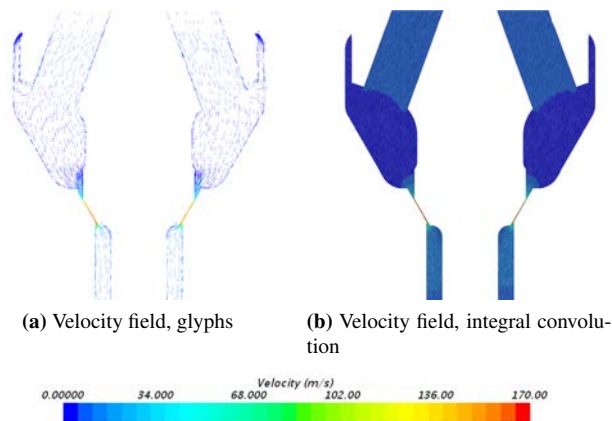 (a) Velocity field, glyphs
(b) Velocity field, integral convolu-
tion
Velocity (m/s)
0.00000 34.000 68.000 102.00 136.00 170.00